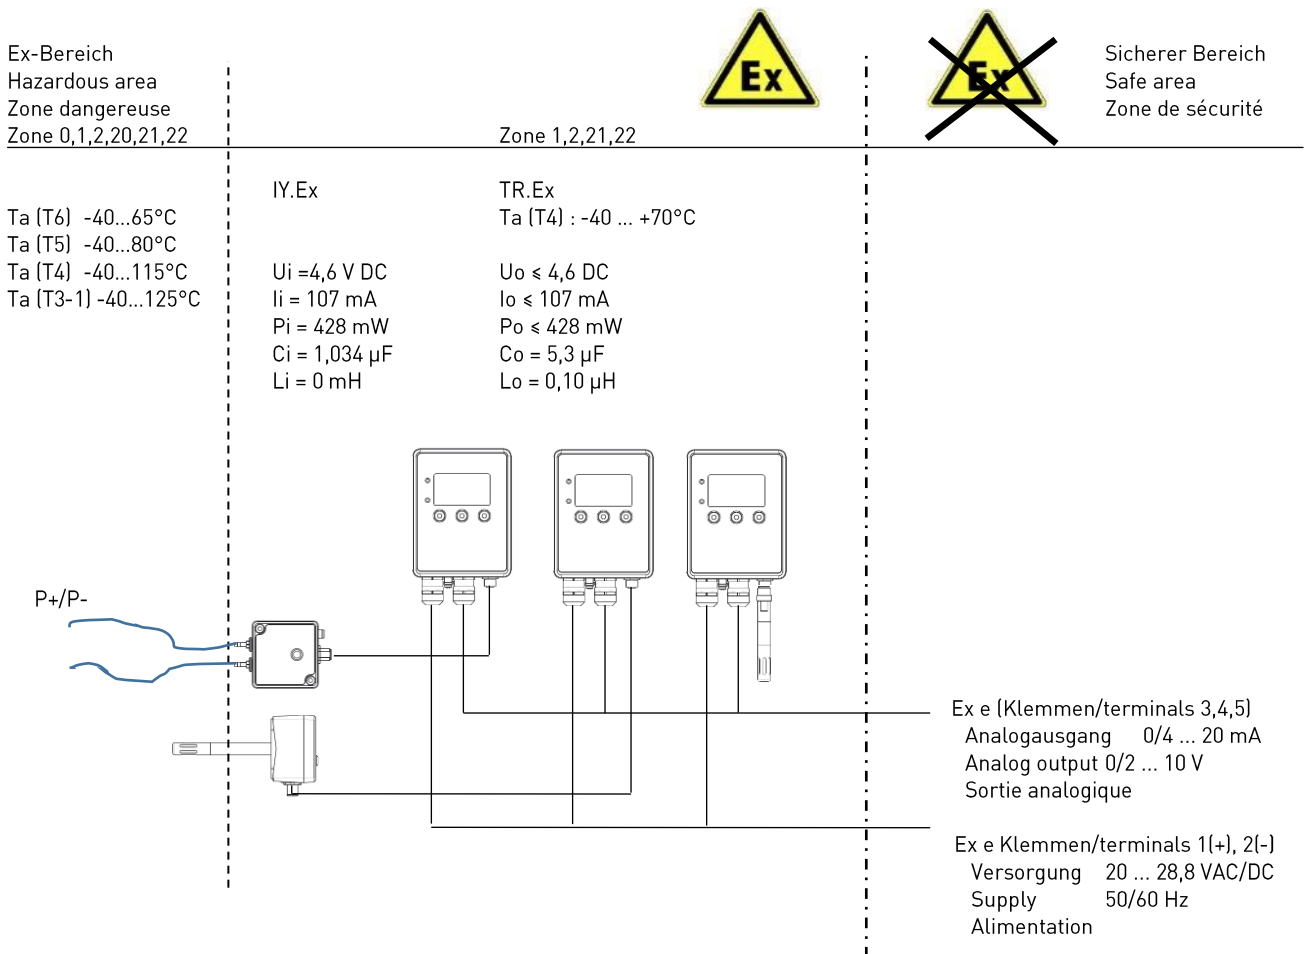 Ex-Bereich
Hazardous area
Zone dangereuse
Zone 0,1,2,20,21,22
Zone 1,2,21,22
Ex
Ex
Sicherer Bereich
Safe area
Zone de sécurité
Ta (T6) -40...65°C
Ta (T5) -40...80°C
Ta (T4) -40...115°C
Ta (T3-1) -40...125°C
IY.Ex
Ui =4,6 V DC
Ii = 107 mA
Pi = 428 mW
Ci = 1,034 µF
Li = 0 mH
TR.Ex
Ta (T4) : -40 ... +70°C
Uo ≤ 4,6 DC
Io ≤ 107 mA
Po ≤ 428 mW
Co = 5,3 µF
Lo = 0,10 µH
P+/P-
Ex e (Klemmen/terminals 3,4,5)
Analogausgang 0/4 ... 20 mA
Analog output 0/2 ... 10 V
Sortie analogique
Ex e Klemmen/terminals 1(+), 2(-)
Versorgung 20 ... 28,8 VAC/DC
Supply 50/60 Hz
Alimentation